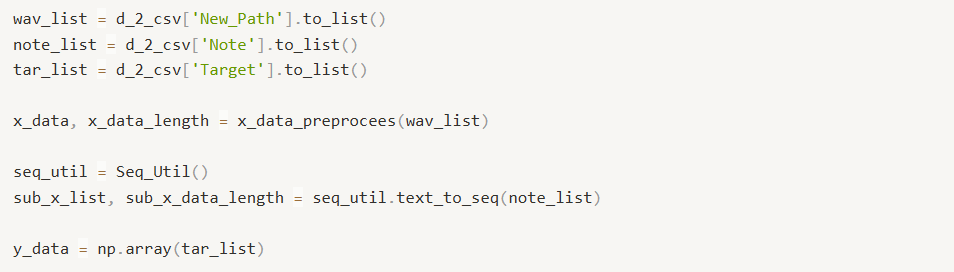 wav_list = d_2_csv['New_Path'].to_list()
note_list = d_2_csv['Note'].to_list()
tar_list = d_2_csv['Target'].to_list()
x_data, x_data_length = x_data_preprocees(wav_list)
seq_util = Seq_Util()
sub_x_list, sub_x_data_length = seq_util.text_to_seq(note_list)
y_data = np.array(tar_list)